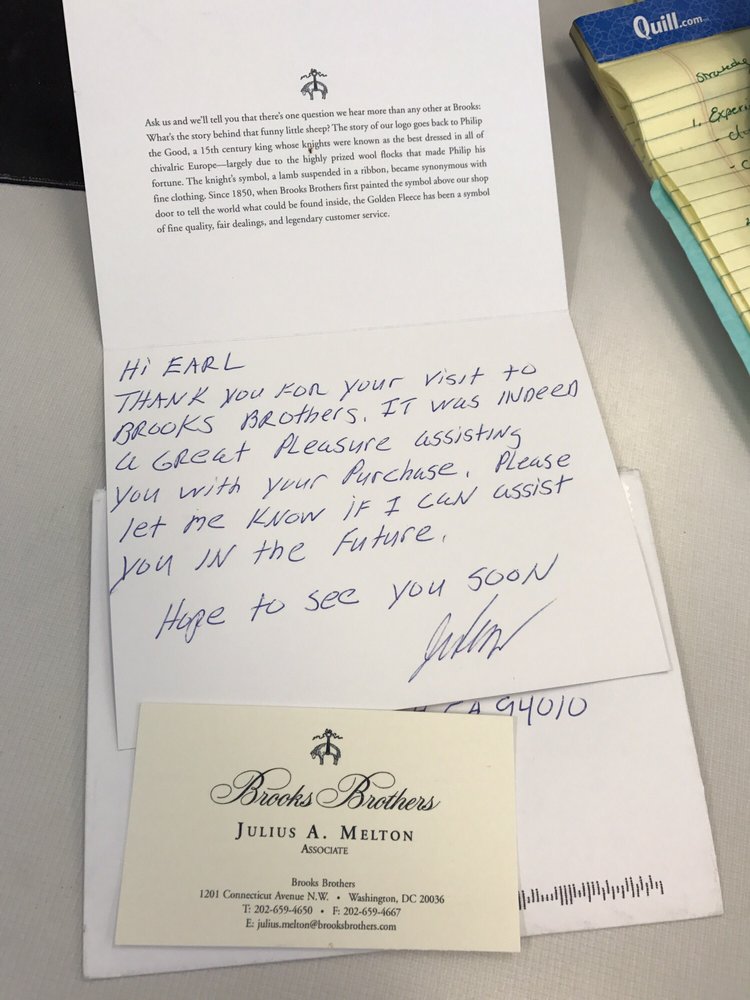 Quill.com
Strategic
1. Experi
Ask us and we'll tell you that there's one question we hear more than any other at Brooks:
What's the story behind that funny little sheep? The story of our logo goes back to Philip
the Good, a 15th century king whose knights were known as the best dressed in all of
chivalric Europe—largely due to the highly prized wool flocks that made Philip his
fortune. The knight's symbol, a lamb suspended in a ribbon, became synonymous with
fine clothing. Since 1850, when Brooks Brothers first painted the symbol above our shop
door to tell the world what could be found inside, the Golden Fleece has been a symbol
of fine quality, fair dealings, and legendary customer service.
Hi EARL
THANK you FOR your visit to
BROOKS BROthers. IT was INDeeD
a GReat PLeasure assisting
you with your Purchase. Please
let me KNOW if I CAN assist
you IN the Future.
Hope to see you SOON
CA 94010
Brooks Brothers
JULIUS A. MELTON
ASSOCIATE
Brooks Brothers
1201 Connecticut Avenue N.W. • Washington, DC 20036
T: 202-659-4650 • F: 202-659-4667
E: julius.melton@brooksbrothers.com